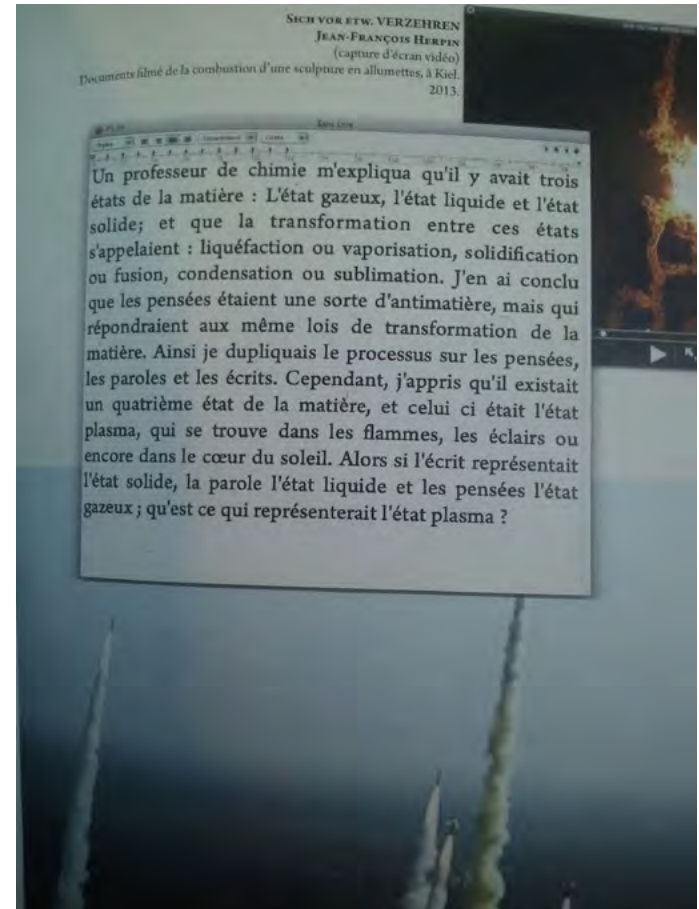 SICH VOR ETW. VERZEHREN
JEAN-FRANÇOIS HERPIN
(capture d'écran vidéo)
Documents filmé de la combustion d'une sculpture en allumettes, à Kiel.
2013.
Un professeur de chimie m'expliqua qu'il y avait trois
états de la matière : L'état gazeux, l'état liquide et l'état
solide; et que la transformation entre ces états
s'appelaient : liquéfaction ou vaporisation, solidification
ou fusion, condensation ou sublimation. J'en ai conclu
que les pensées étaient une sorte d'antimatière, mais qui
répondraient aux même lois de transformation de la
matière. Ainsi je dupliquais le processus sur les pensées,
les paroles et les écrits. Cependant, j'appris qu'il existait
un quatrième état de la matière, et celui ci était l'état
plasma, qui se trouve dans les flammes, les éclairs ou
encore dans le cœur du soleil. Alors si l'écrit représentait
l'état solide, la parole l'état liquide et les pensées l'état
gazeux ; qu'est ce qui représenterait l'état plasma ?